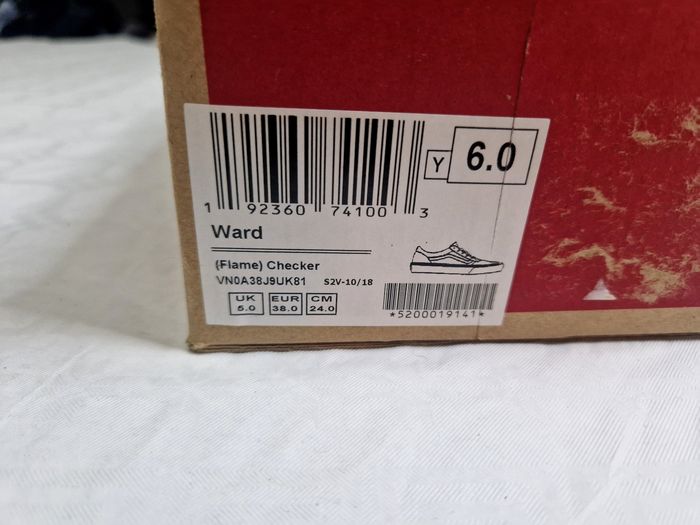 Y 6.0
1 92360 74100 3
Ward
(Flame) Checker
VN0A38J9UK81 S2V-10/18
UK EUR CM
5.0 38.0 24.0
*5200019141*